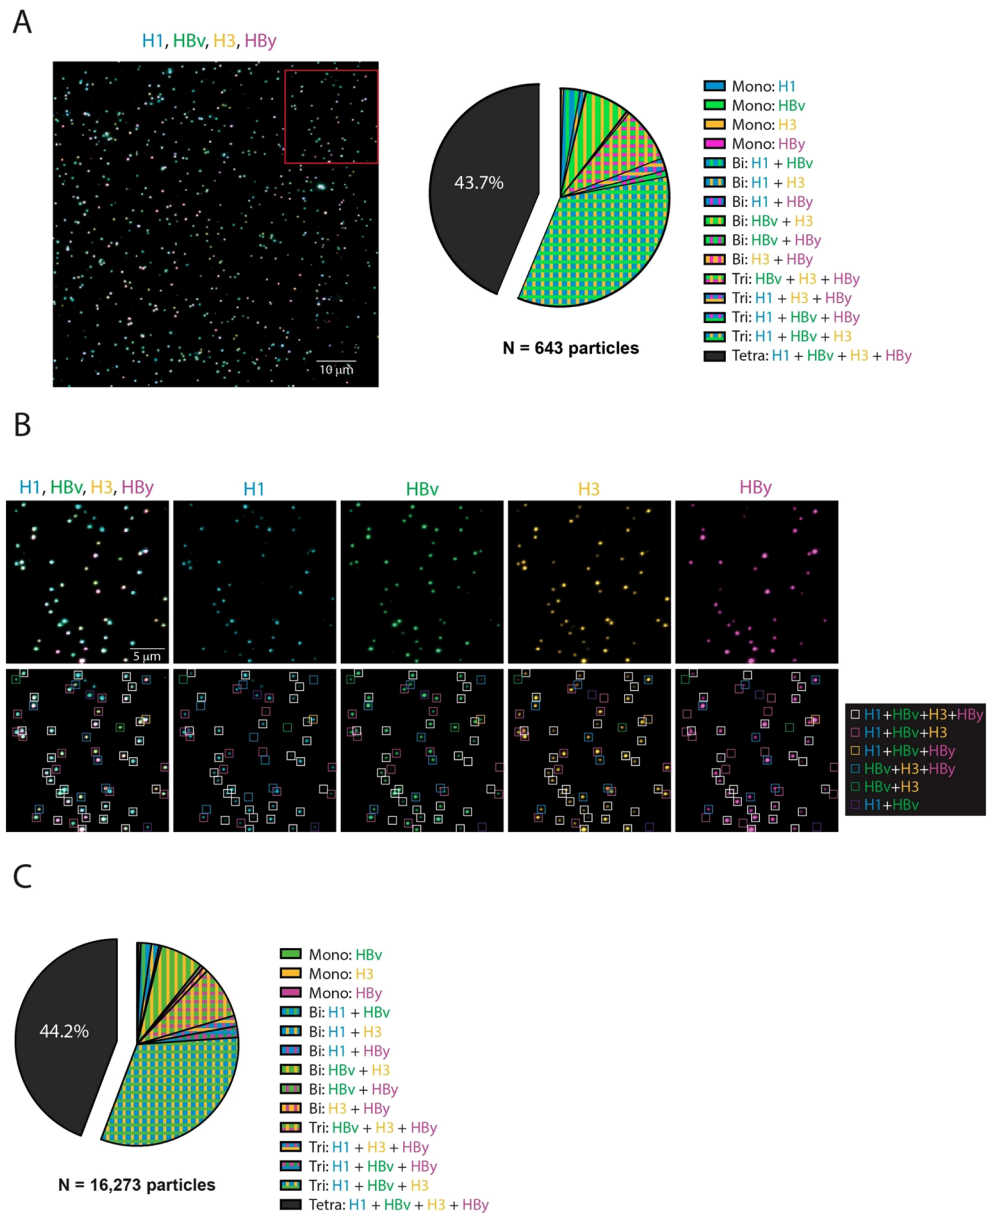 A
H1, HBv, H3, HBy
10 μm
43.7%
N = 643 particles
Mono: H1
Mono: HBv
Mono: H3
Mono: HBy
Bi: H1 + HBv
Bi: H1 + H3
Bi: H1 + HBy
Bi: HBv + H3
Bi: HBv + HBy
Bi: H3 + HBy
Tri: HBv + H3 + HBy
Tri: H1 + H3 + HBy
Tri: H1 + HBv + HBy
Tri: H1 + HBv + H3
Tetra: H1 + HBv + H3 + HBy
B
H1, HBv, H3, HBy
H1
HBv
H3
HBy
5 μm
H1+HBv+H3+HBy
H1+HBv+H3
H1+HBv+HBy
HBv+H3+HBy
HBv+H3
H1+HBv
C
44.2%
N = 16,273 particles
Mono: HBv
Mono: H3
Mono: HBy
Bi: H1 + HBv
Bi: H1 + H3
Bi: H1 + HBy
Bi: HBv + H3
Bi: HBv + HBy
Bi: H3 + HBy
Tri: HBv + H3 + HBy
Tri: H1 + H3 + HBy
Tri: H1 + HBv + HBy
Tri: H1 + HBv + H3
Tetra: H1 + HBv + H3 + HBy